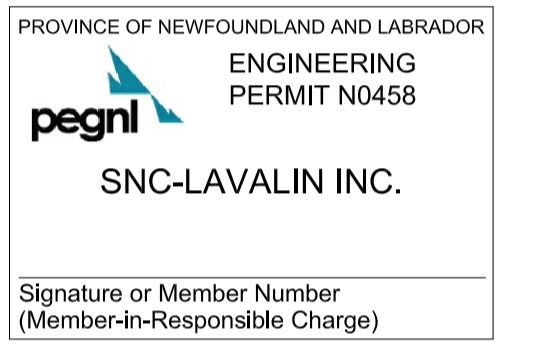 PROVINCE OF NEWFOUNDLAND AND LABRADOR
ENGINEERING
PERMIT N0458
pegnl
SNC-LAVALIN INC.
Signature or Member Number
(Member-in-Responsible Charge)